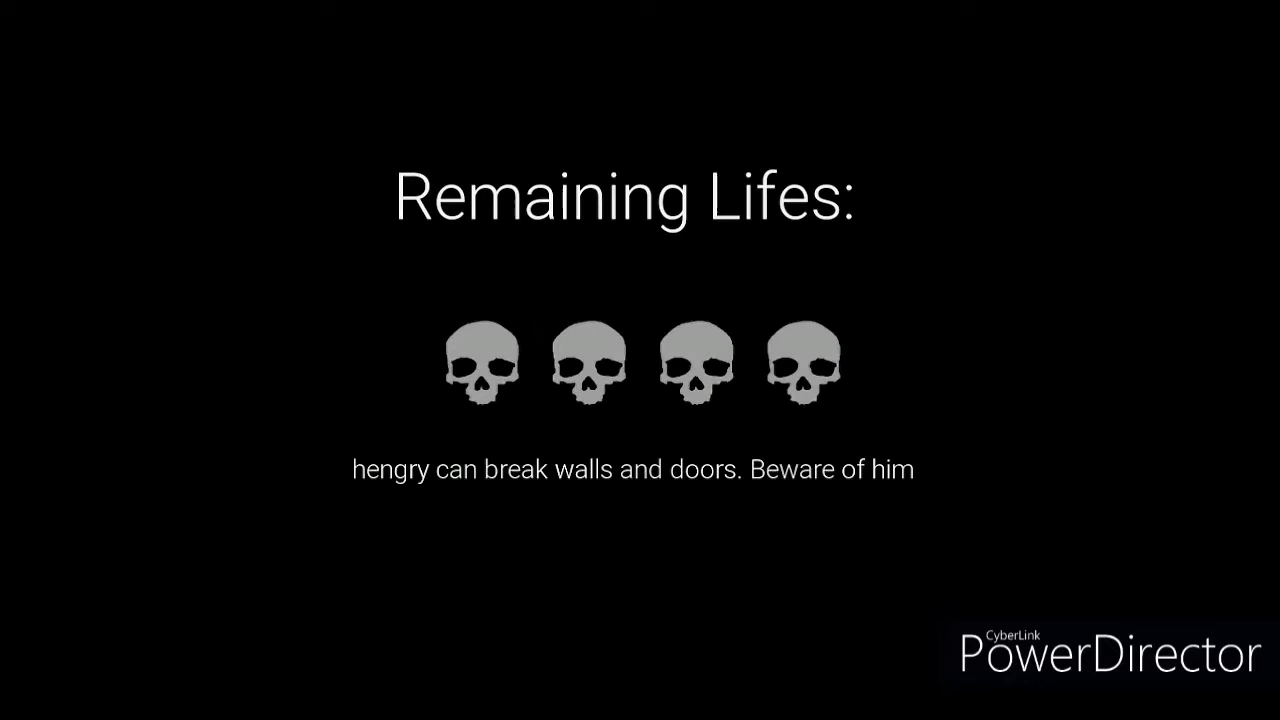 Remaining Lifes:
hengry can break walls and doors. Beware of him
CyberLink
PowerDirector